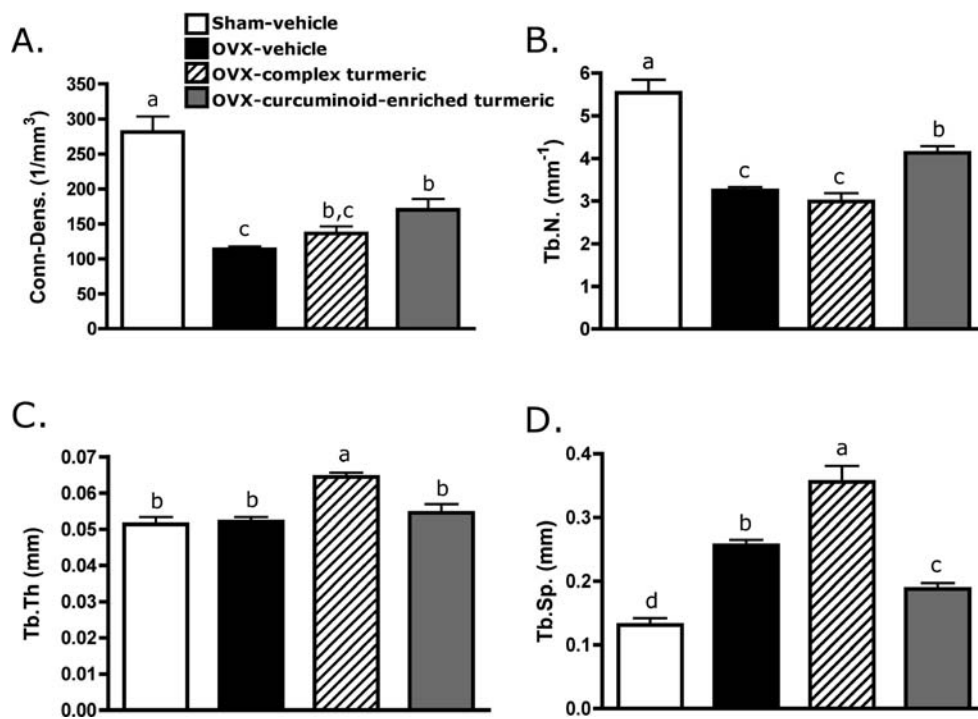 A.
Sham-vehicle
OVX-vehicle
OVX-complex turmeric
OVX-curcuminoid-enriched turmeric
Conn-Dens. (1/mm³)
350
300
250
200
150
100
50
0
a
c
b,c
b
B.
Tb.N. (mm⁻¹)
6
5
4
3
2
1
0
a
c
c
b
C.
Tb.Th (mm)
0.07
0.06
0.05
0.04
0.03
0.02
0.01
0.00
b
b
a
b
D.
Tb.Sp. (mm)
0.4
0.3
0.2
0.1
0.0
d
b
a
c